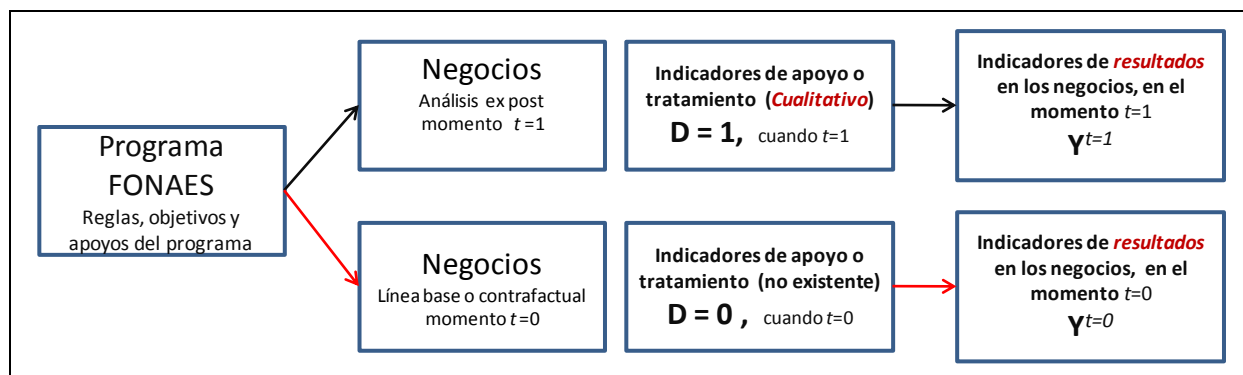 Programa
FONAES
Reglas, objetivos y
apoyos del programa
Negocios
Análisis ex post
momento t =1
Indicadores de apoyo o
tratamiento (Cualitativo)
D = 1, cuando t=1
Indicadores de resultados
en los negocios, en el
momento t=1
Yt=1
Negocios
Línea base o contrafactual
momento t =0
Indicadores de apoyo o
tratamiento (no existente)
D = 0 , cuando t=0
Indicadores de resultados
en los negocios, en el
momento t=0
Yt=0